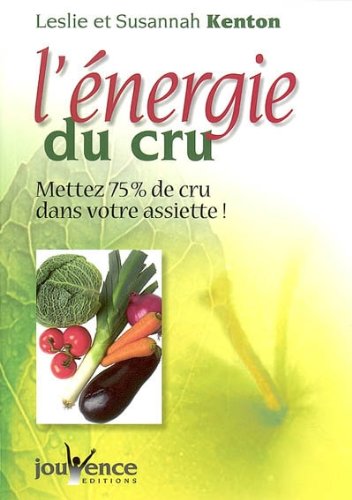 Leslie et Susannah Kenton
l'énergie
du cru
Mettez 75% de cru
dans votre assiette !
jouvence
EDITIONS